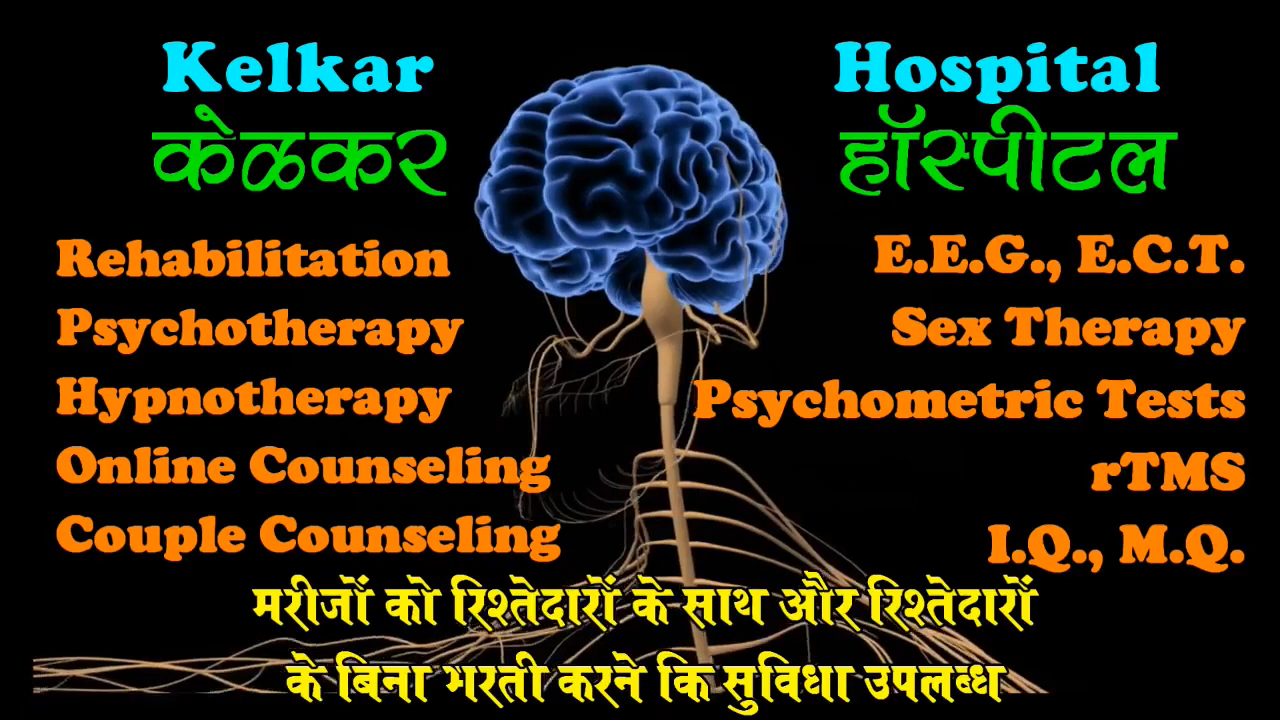 Kelkar Hospital
केळकर हॉस्पीटल
Rehabilitation
Psychotherapy
Hypnotherapy
Online Counseling
Couple Counseling
E.E.G., E.C.T.
Sex Therapy
Psychometric Tests
rTMS
I.Q., M.Q.
मरीजों को रिश्तेदारों के साथ और रिश्तेदारों
के बिना भरती करने कि सुविधा उपलब्ध